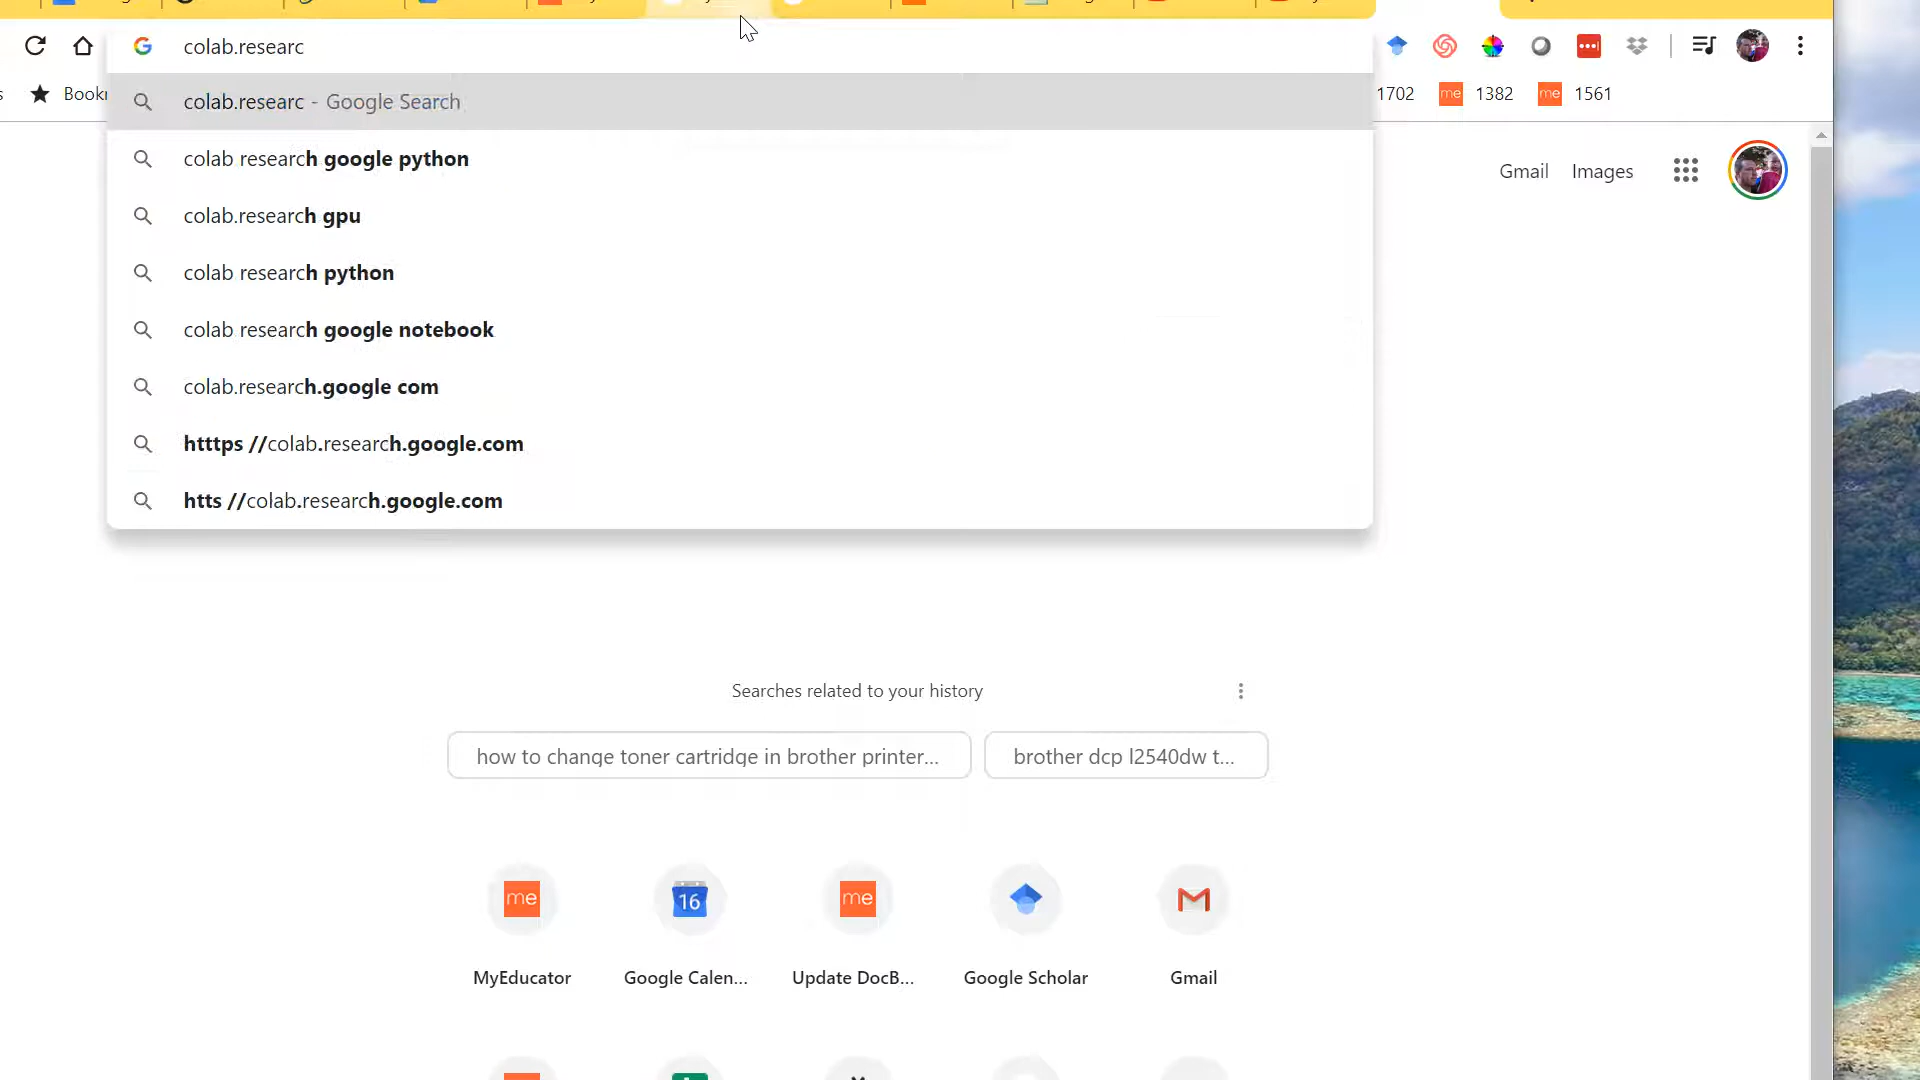 colab.researc
Bookr
1702
me 1382
me 1561
colab.researc - Google Search
colab research google python
colab.research gpu
colab research python
colab research google notebook
colab.research.google com
htttps //colab.research.google.com
htts //colab.research.google.com
Gmail Images
Searches related to your history
how to change toner cartridge in brother printer...
brother dcp l2540dw t...
me
16
me
MyEducator
Google Calen...
Update DocB...
Google Scholar
Gmail